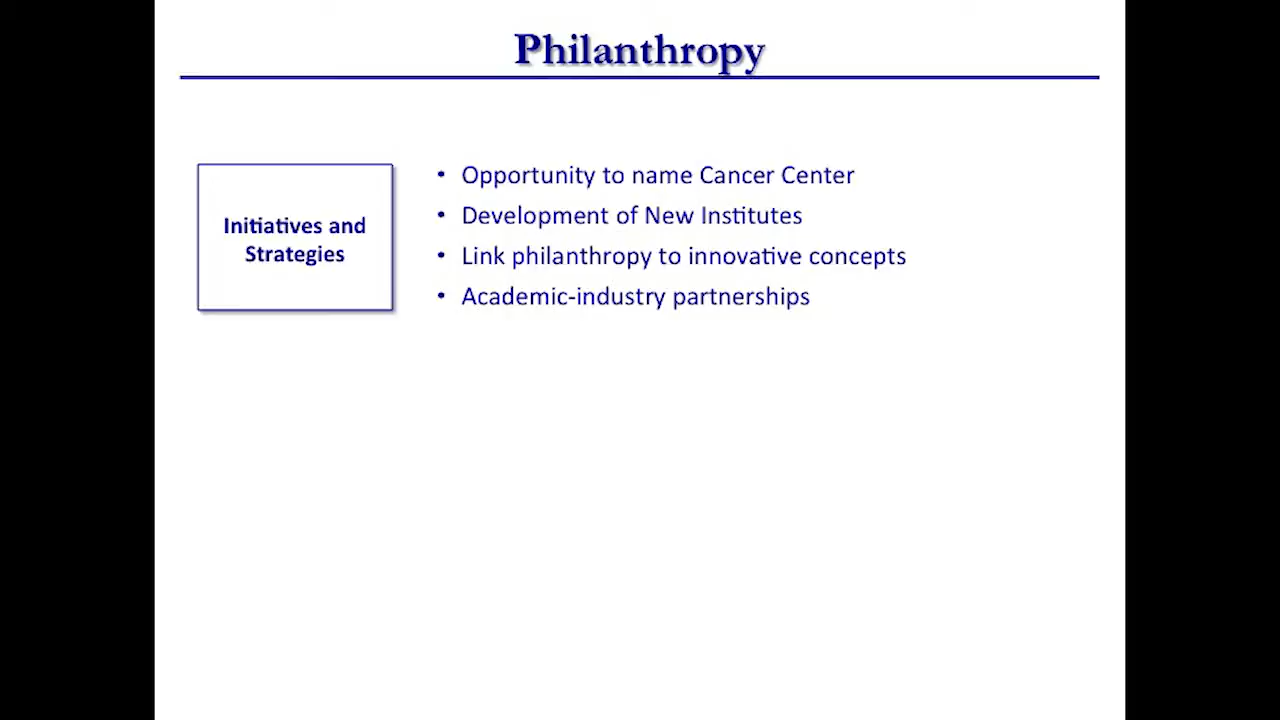 Philanthropy
Initiatives and
Strategies
• Opportunity to name Cancer Center
• Development of New Institutes
• Link philanthropy to innovative concepts
• Academic-industry partnerships